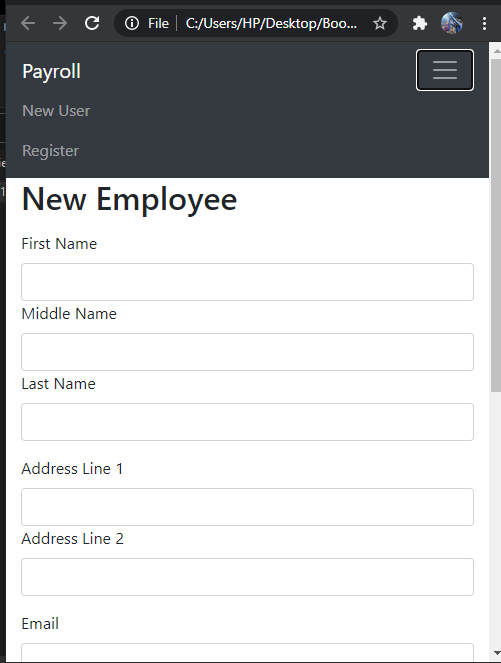 File C:/Users/HP/Desktop/Boo...
Payroll
New User
Register
New Employee
First Name
Middle Name
Last Name
Address Line 1
Address Line 2
Email